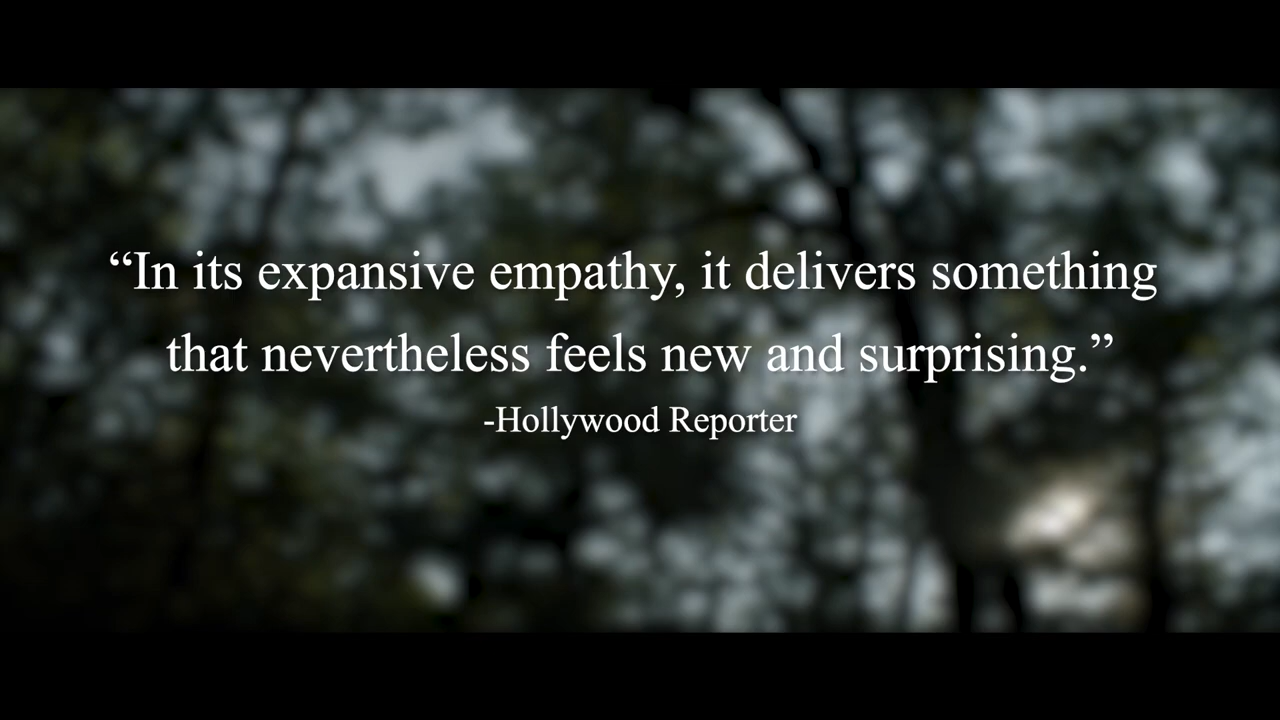 “In its expansive empathy, it delivers something
that nevertheless feels new and surprising.”
-Hollywood Reporter